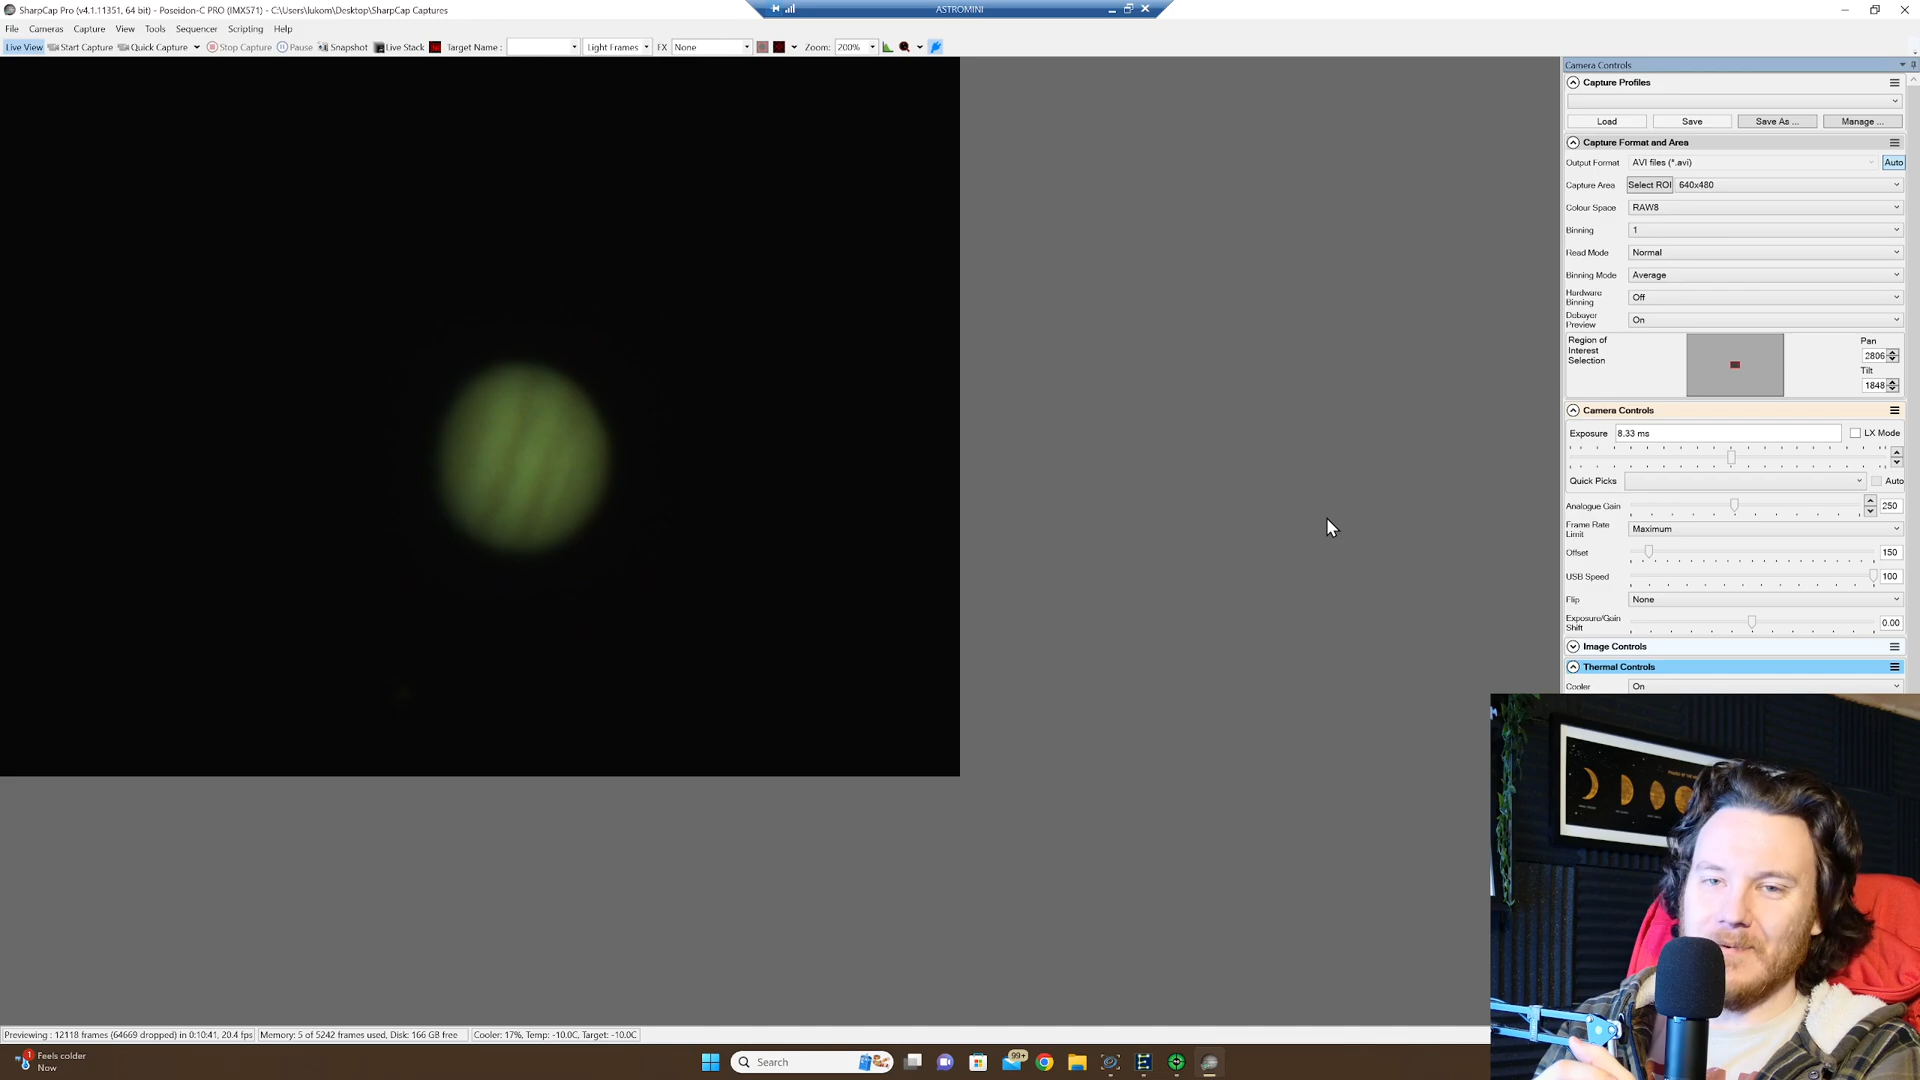 SharpCap Pro (v4.1.11351, 64 bit) - Poseidon-C PRO (IMX571) - C:\Users\lukom\Desktop\SharpCap Captures
ASTROMINI
File Cameras Capture View Tools Sequencer Scripting Help
Live View Start Capture Quick Capture Stop Capture Pause Snapshot Live Stack Target Name : Light Frames FX None Zoom: 200%
Camera Controls
Capture Profiles
Load Save Save As ... Manage ...
Capture Format and Area
Output Format AVI files (*.avi) Auto
Capture Area Select ROI 640x480
Colour Space RAW8
Binning 1
Read Mode Normal
Binning Mode Average
Hardware Binning Off
Debayer Preview On
Region of Interest Selection
Pan
2806
Tilt
1848
Camera Controls
Exposure 8.33 ms LX Mode
Quick Picks Auto
Analogue Gain 250
Frame Rate Limit Maximum
Offset 150
USB Speed 100
Flip None
Exposure/Gain Shift 0.00
Image Controls
Thermal Controls
Cooler On
Previewing : 12118 frames (64669 dropped) in 0:10:41, 20.4 fps Memory: 5 of 5242 frames used, Disk: 166 GB free Cooler: 17%, Temp: -10.0C, Target: -10.0C
1
Feels colder
Now
Search
99+